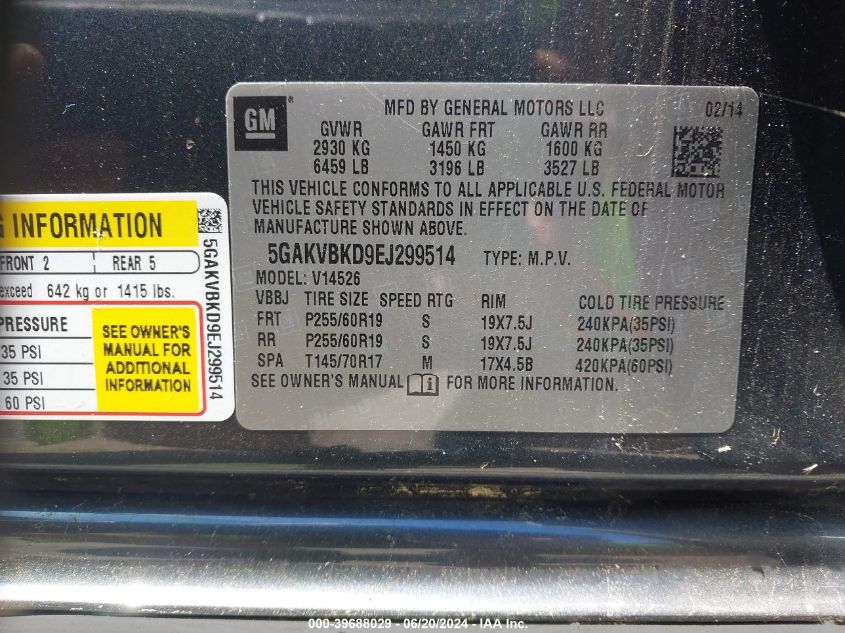 GM ®
MFD BY GENERAL MOTORS LLC 02/14
GVWR GAWR FRT GAWR RR
2930 KG 1450 KG 1600 KG
6459 LB 3196 LB 3527 LB
THIS VEHICLE CONFORMS TO ALL APPLICABLE U.S. FEDERAL MOTOR
VEHICLE SAFETY STANDARDS IN EFFECT ON THE DATE OF
MANUFACTURE SHOWN ABOVE.
5GAKVBKD9EJ299514 TYPE: M.P.V.
MODEL: V14526
VBBJ TIRE SIZE SPEED RTG RIM COLD TIRE PRESSURE
FRT P255/60R19 S 19X7.5J 240KPA(35PSI)
RR P255/60R19 S 19X7.5J 240KPA(35PSI)
SPA T145/70R17 M 17X4.5B 420KPA(60PSI)
SEE OWNER'S MANUAL i FOR MORE INFORMATION.
G INFORMATION
FRONT 2 REAR 5
exceed 642 kg or 1415 lbs.
PRESSURE
35 PSI
35 PSI
60 PSI
SEE OWNER'S
MANUAL FOR
ADDITIONAL
INFORMATION
5GAKVBKD9EJ299514
000-39688029 - 06/20/2024 - IAA Inc.